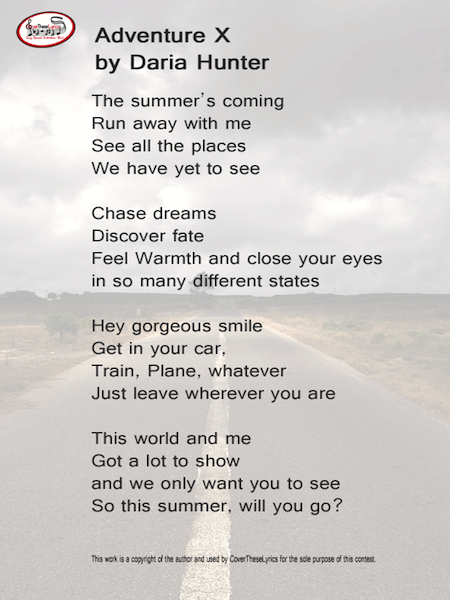 Adventure X
by Daria Hunter
The summer's coming
Run away with me
See all the places
We have yet to see
Chase dreams
Discover fate
Feel Warmth and close your eyes
in so many different states
Hey gorgeous smile
Get in your car,
Train, Plane, whatever
Just leave wherever you are
This world and me
Got a lot to show
and we only want you to see
So this summer, will you go?
This work is a copyright of the author and used by CoverTheseLyrics for the sole purpose of this contest.